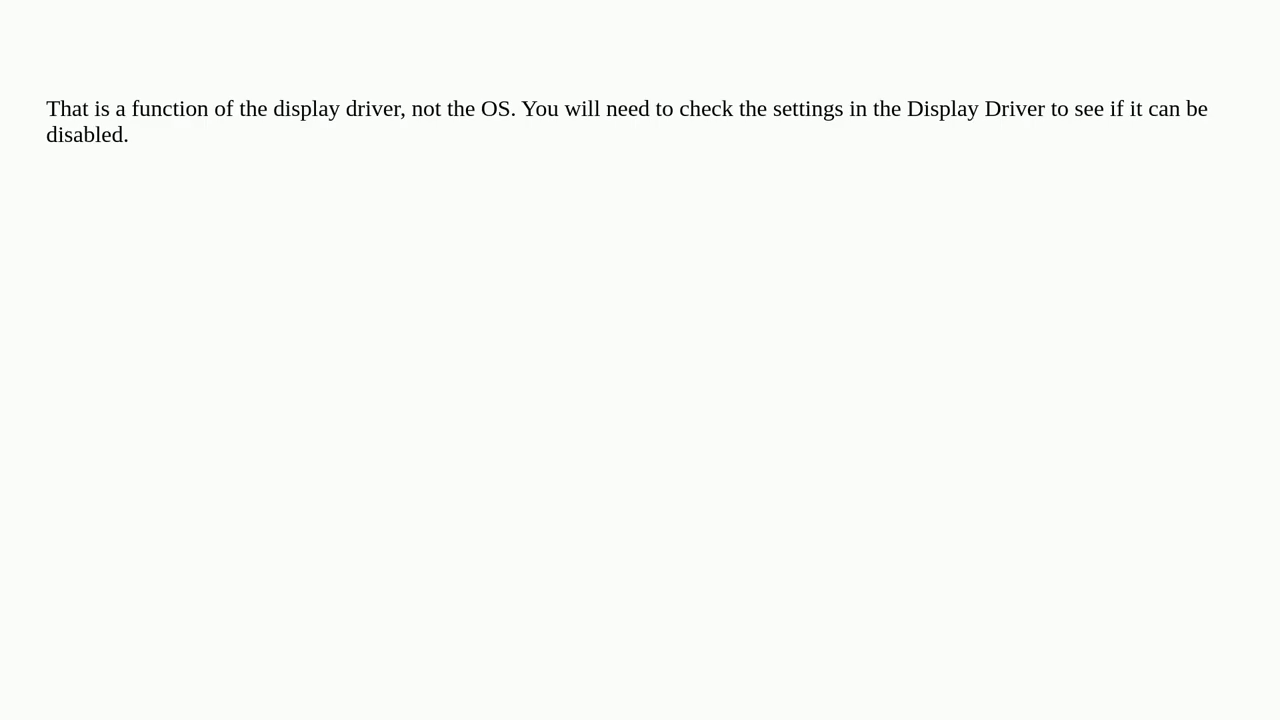 That is a function of the display driver, not the OS. You will need to check the settings in the Display Driver to see if it can be
disabled.